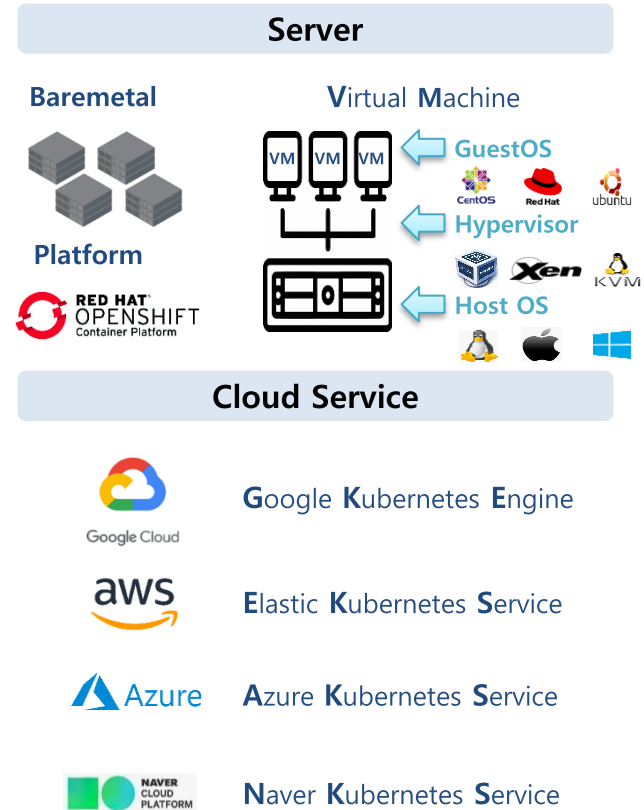 Server
Baremetal
Virtual Machine
VM VM VM
GuestOS
CentOS
Red Hat
ubuntu
Hypervisor
Platform
Xen
KVM
RED HAT®
OPENSHIFT
Container Platform
Host OS
Cloud Service
Google Cloud
Google Kubernetes Engine
aws
Elastic Kubernetes Service
Azure
Azure Kubernetes Service
NAVER
CLOUD
PLATFORM
Naver Kubernetes Service